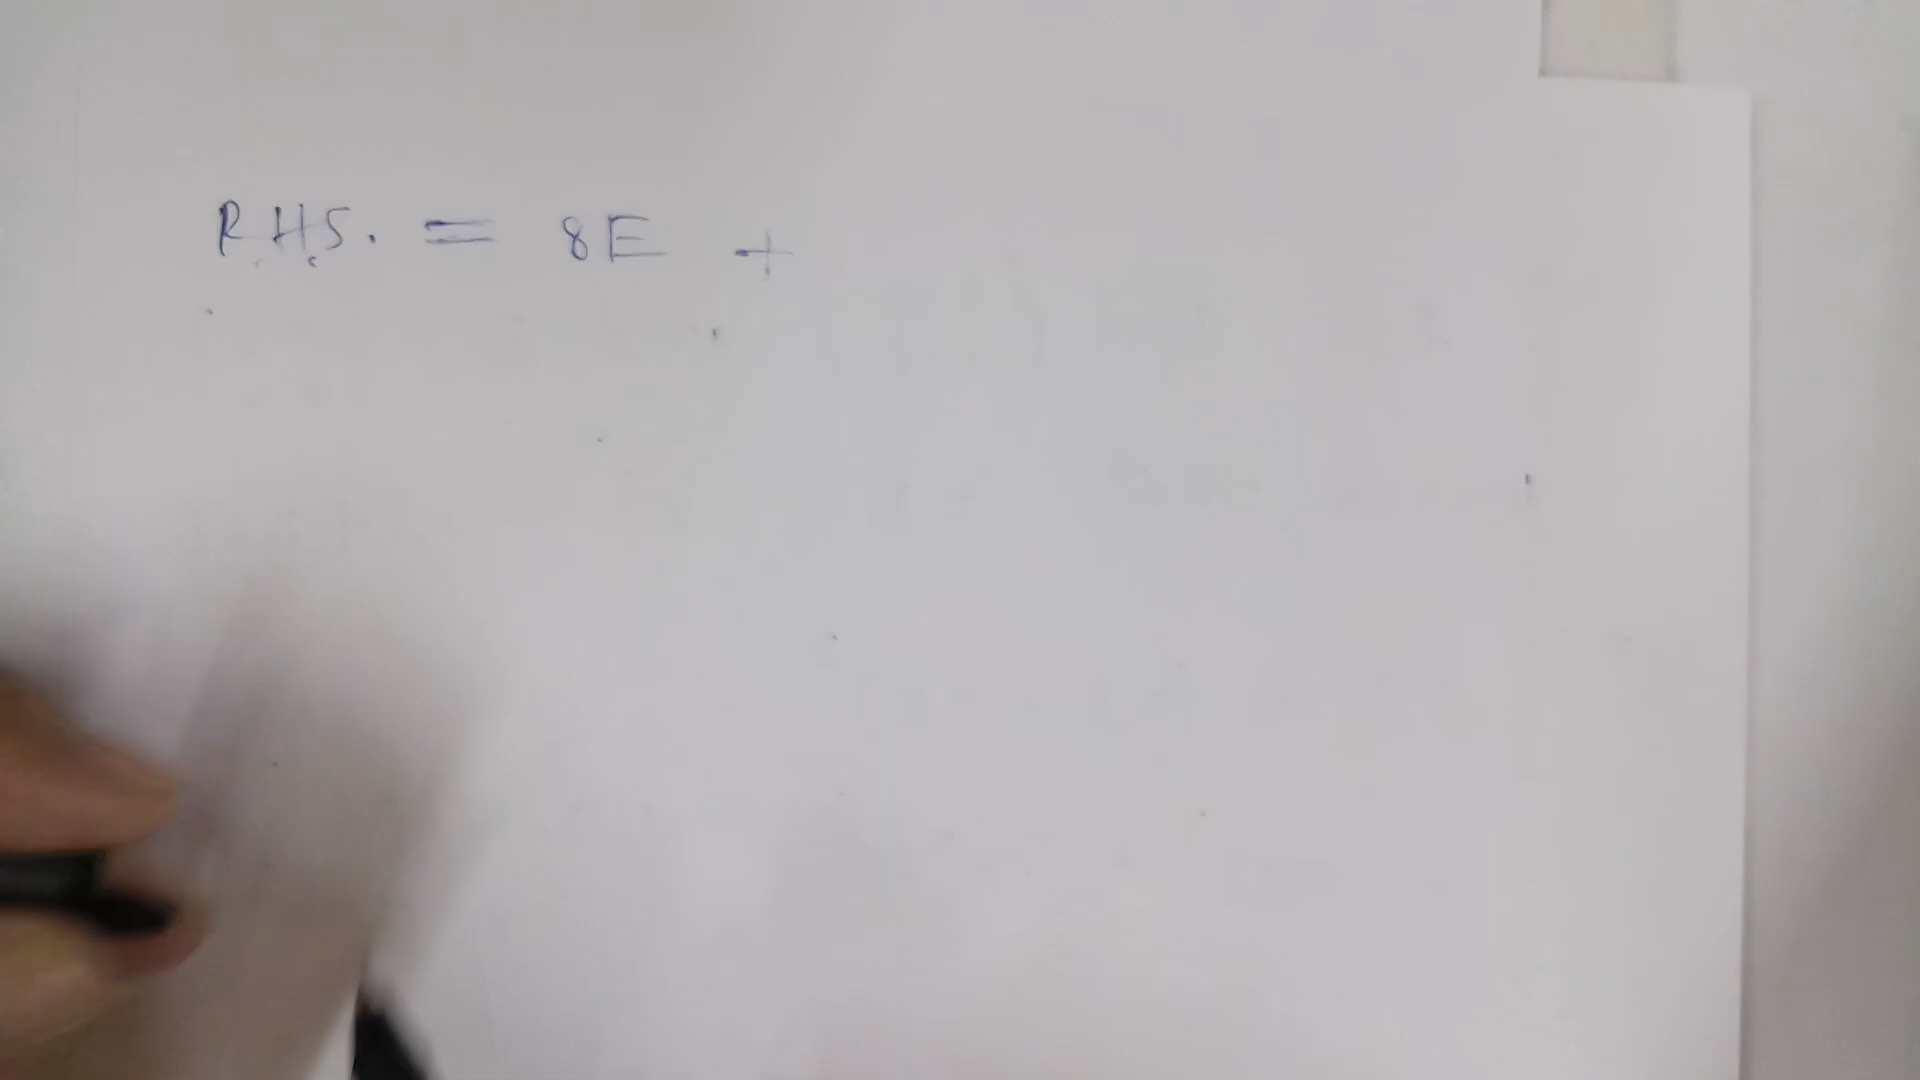 R.H.S. = 8E +